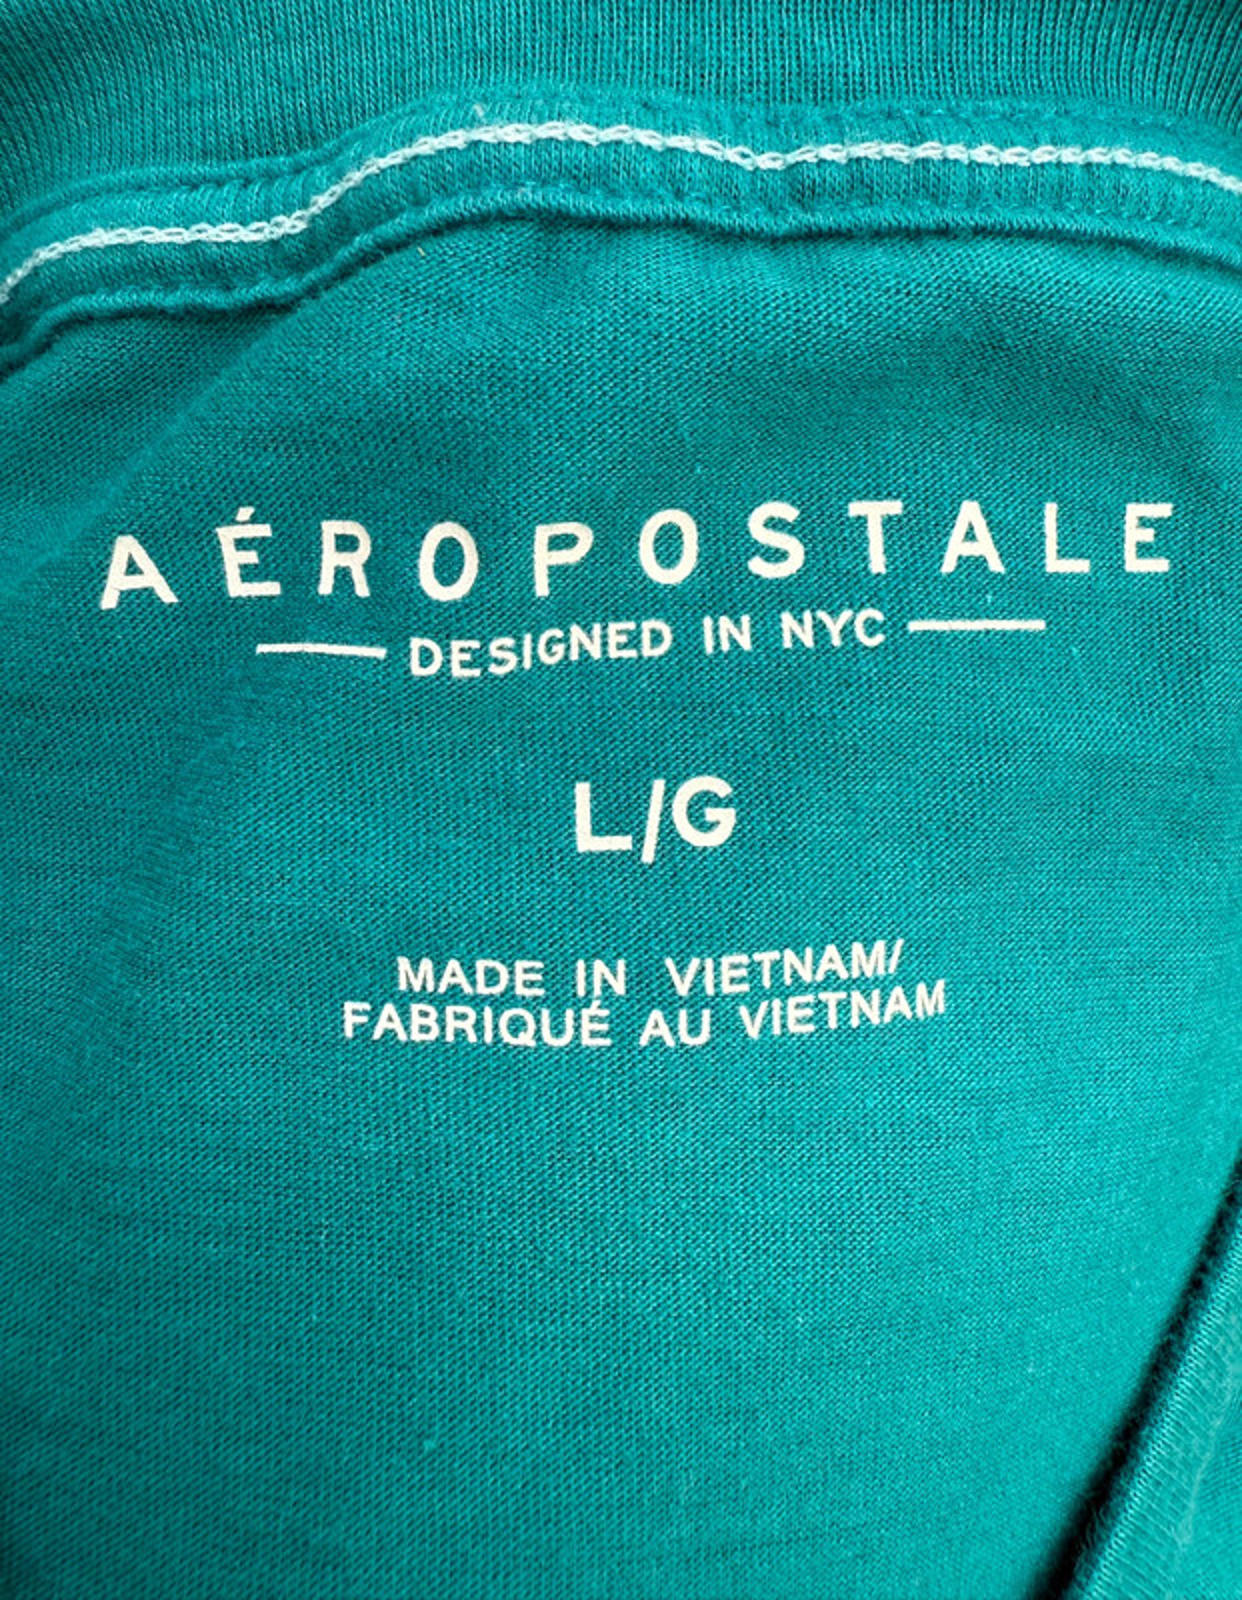 AÉROPOSTALE
DESIGNED IN NYC
L/G
MADE IN VIETNAM/
FABRIQUÉ AU VIETNAM